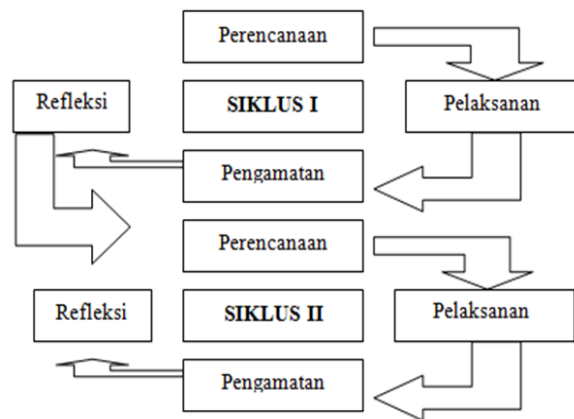 Perencanaan
Refleksi
SIKLUS I
Pelaksanan
Pengamatan
Perencanaan
Refleksi
SIKLUS II
Pelaksanan
Pengamatan